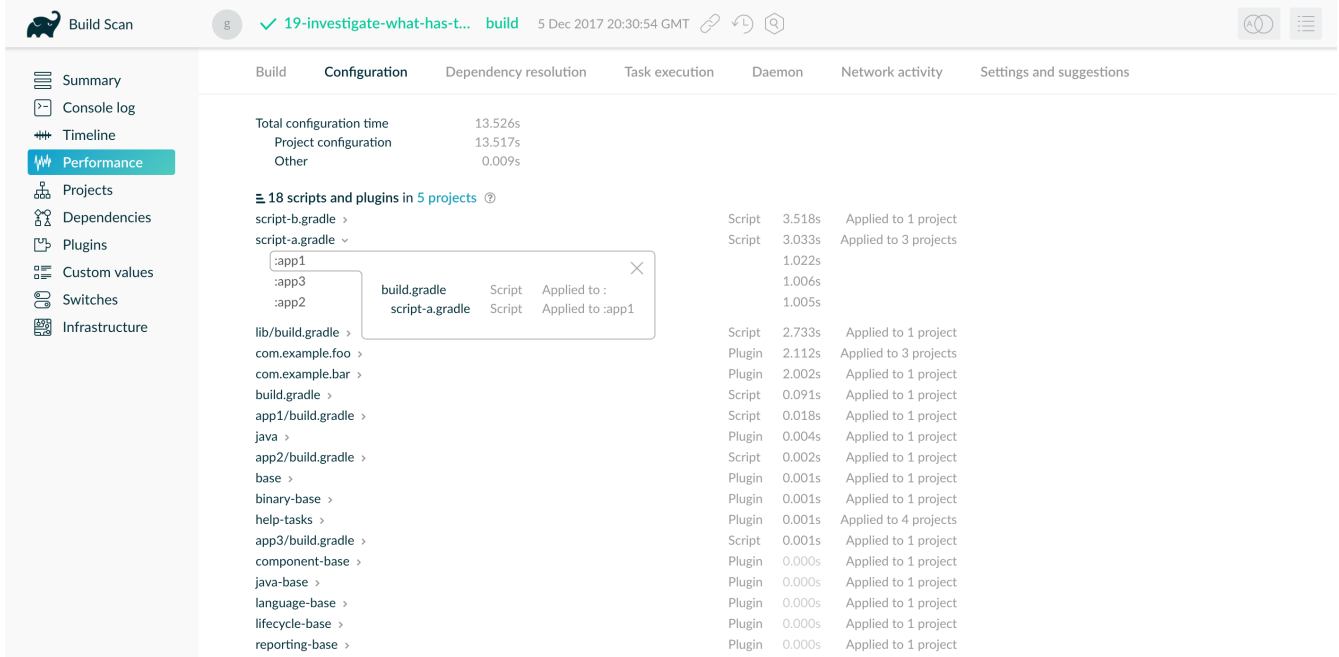 Build Scan
g 19-investigate-what-has-t... build 5 Dec 2017 20:30:54 GMT
Summary
Console log
Timeline
Performance
Projects
Dependencies
Plugins
Custom values
Switches
Infrastructure
Build Configuration Dependency resolution Task execution Daemon Network activity Settings and suggestions
Total configuration time 13.526s
Project configuration 13.517s
Other 0.009s
18 scripts and plugins in 5 projects ?
script-b.gradle Script 3.518s Applied to 1 project
script-a.gradle Script 3.033s Applied to 3 projects
:app1 1.022s
:app3 1.006s
:app2 1.005s
build.gradle Script Applied to :
script-a.gradle Script Applied to :app1
lib/build.gradle Script 2.733s Applied to 1 project
com.example.foo Plugin 2.112s Applied to 3 projects
com.example.bar Plugin 2.002s Applied to 1 project
build.gradle Script 0.091s Applied to 1 project
app1/build.gradle Script 0.018s Applied to 1 project
java Plugin 0.004s Applied to 1 project
app2/build.gradle Script 0.002s Applied to 1 project
base Plugin 0.001s Applied to 1 project
binary-base Plugin 0.001s Applied to 1 project
help-tasks Plugin 0.001s Applied to 4 projects
app3/build.gradle Script 0.001s Applied to 1 project
component-base Plugin 0.000s Applied to 1 project
java-base Plugin 0.000s Applied to 1 project
language-base Plugin 0.000s Applied to 1 project
lifecycle-base Plugin 0.000s Applied to 1 project
reporting-base Plugin 0.000s Applied to 1 project